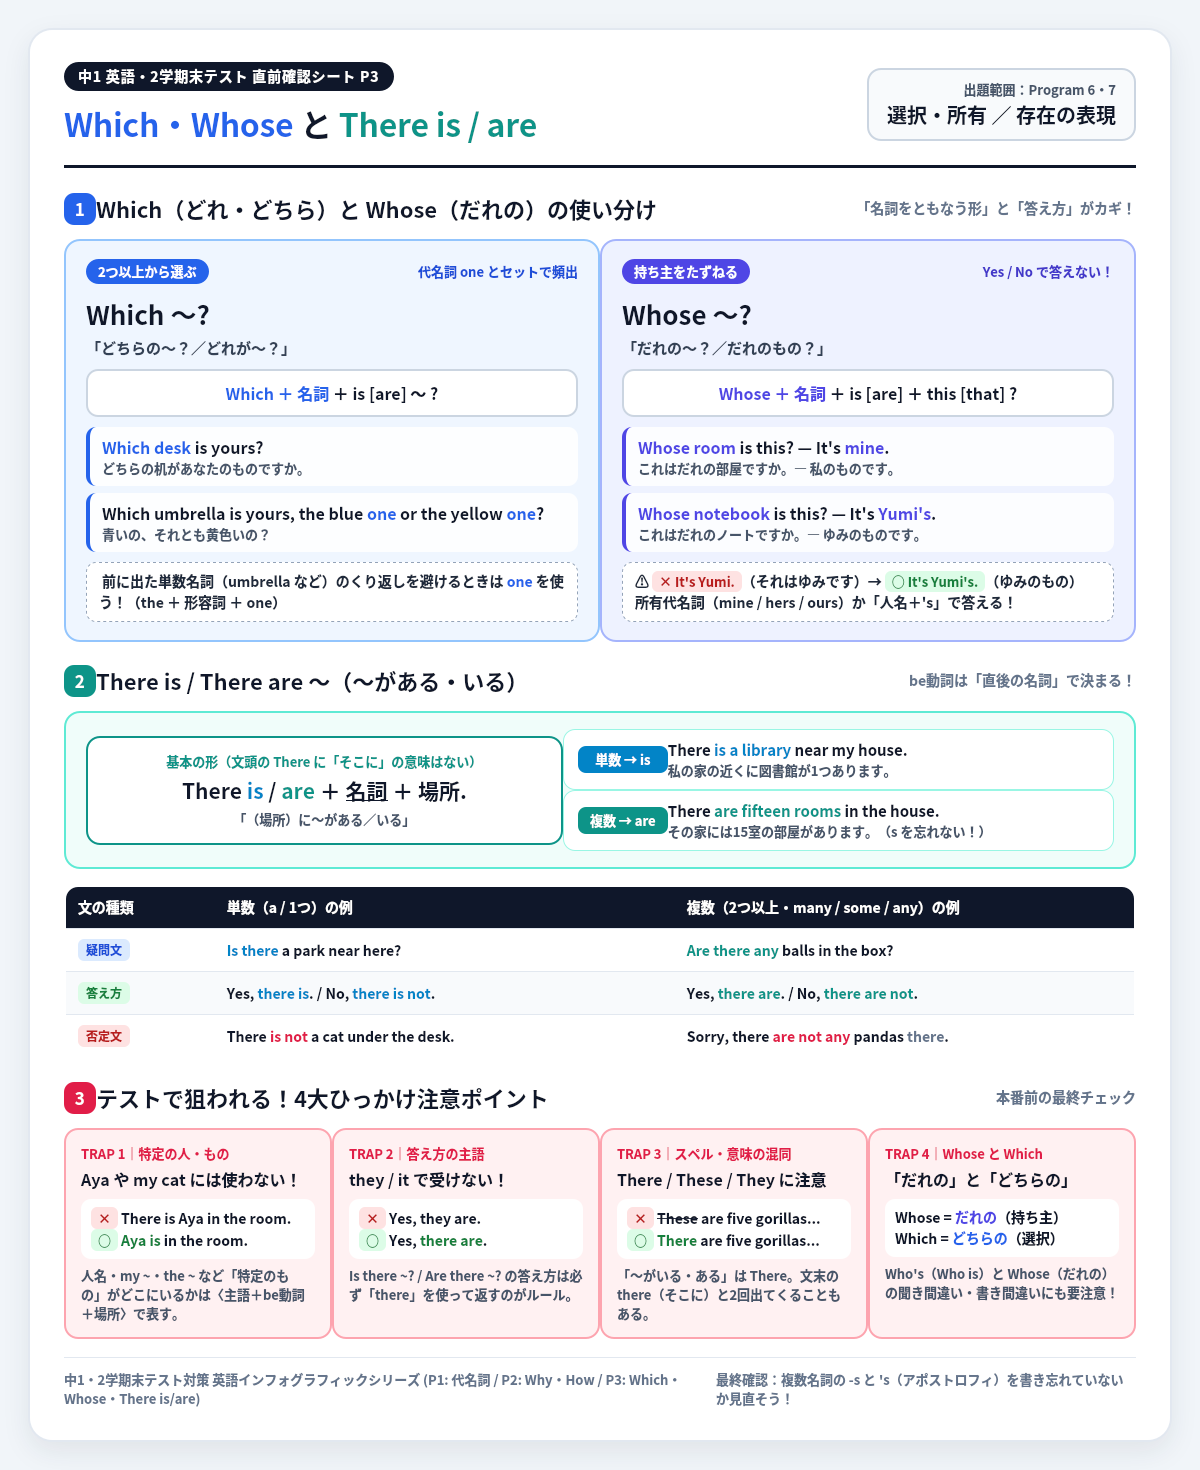 中1 英語・2学期末テスト 直前確認シート P3
Which・Whose と There is / are
出題範囲：Program 6・7
選択・所有 ／ 存在の表現
1 Which（どれ・どちら）と Whose（だれの）の使い分け
「名詞をともなう形」と「答え方」がカギ！
2つ以上から選ぶ
代名詞 one とセットで頻出
Which 〜?
「どちらの〜？／どれが〜？」
Which ＋ 名詞 ＋ is [are] 〜 ?
Which desk is yours?
どちらの机があなたのものですか。
Which umbrella is yours, the blue one or the yellow one?
青いの、それとも黄色いの？
前に出た単数名詞（umbrella など）のくり返しを避けるときは one を使
う！（the ＋ 形容詞 ＋ one）
持ち主をたずねる
Yes / No で答えない！
Whose 〜?
「だれの〜？／だれのもの？」
Whose ＋ 名詞 ＋ is [are] ＋ this [that] ?
Whose room is this? — It's mine.
これはだれの部屋ですか。― 私のものです。
Whose notebook is this? — It's Yumi's.
これはだれのノートですか。― ゆみのものです。
⚠ ✕ It's Yumi.（それはゆみです）→ ◯ It's Yumi's.（ゆみのもの）
所有代名詞（mine / hers / ours）か「人名＋'s」で答える！
2 There is / There are 〜（〜がある・いる）
be動詞は「直後の名詞」で決まる！
基本の形（文頭の There に「そこに」の意味はない）
There is / are ＋ 名詞 ＋ 場所.
「（場所）に〜がある／いる」
単数 → is
There is a library near my house.
私の家の近くに図書館が1つあります。
複数 → are
There are fifteen rooms in the house.
その家には15室の部屋があります。（s を忘れない！）
文の種類 単数（a / 1つ）の例 複数（2つ以上・many / some / any）の例
疑問文 Is there a park near here? Are there any balls in the box?
答え方 Yes, there is. / No, there is not. Yes, there are. / No, there are not.
否定文 There is not a cat under the desk. Sorry, there are not any pandas there.
3 テストで狙われる！4大ひっかけ注意ポイント
本番前の最終チェック
TRAP 1｜特定の人・もの
Aya や my cat には使わない！
✕ There is Aya in the room.
◯ Aya is in the room.
人名・my ~・the ~ など「特定のも
の」がどこにいるかは〈主語＋be動詞
＋場所〉で表す。
TRAP 2｜答え方の主語
they / it で受けない！
✕ Yes, they are.
◯ Yes, there are.
Is there ~? / Are there ~? の答え方は必
ず「there」を使って返すのがルール。
TRAP 3｜スペル・意味の混同
There / These / They に注意
✕ These are five gorillas...
◯ There are five gorillas...
「〜がいる・ある」は There。文末の
there（そこに）と2回出てくることも
ある。
TRAP 4｜Whose と Which
「だれの」と「どちらの」
Whose = だれの（持ち主）
Which = どちらの（選択）
Who's（Who is）と Whose（だれの）
の聞き間違い・書き間違いにも要注意！
中1・2学期末テスト対策 英語インフォグラフィックシリーズ (P1: 代名詞 / P2: Why・How / P3: Which・
Whose・There is/are)
最終確認：複数名詞の -s と 's（アポストロフィ）を書き忘れていない
か見直そう！